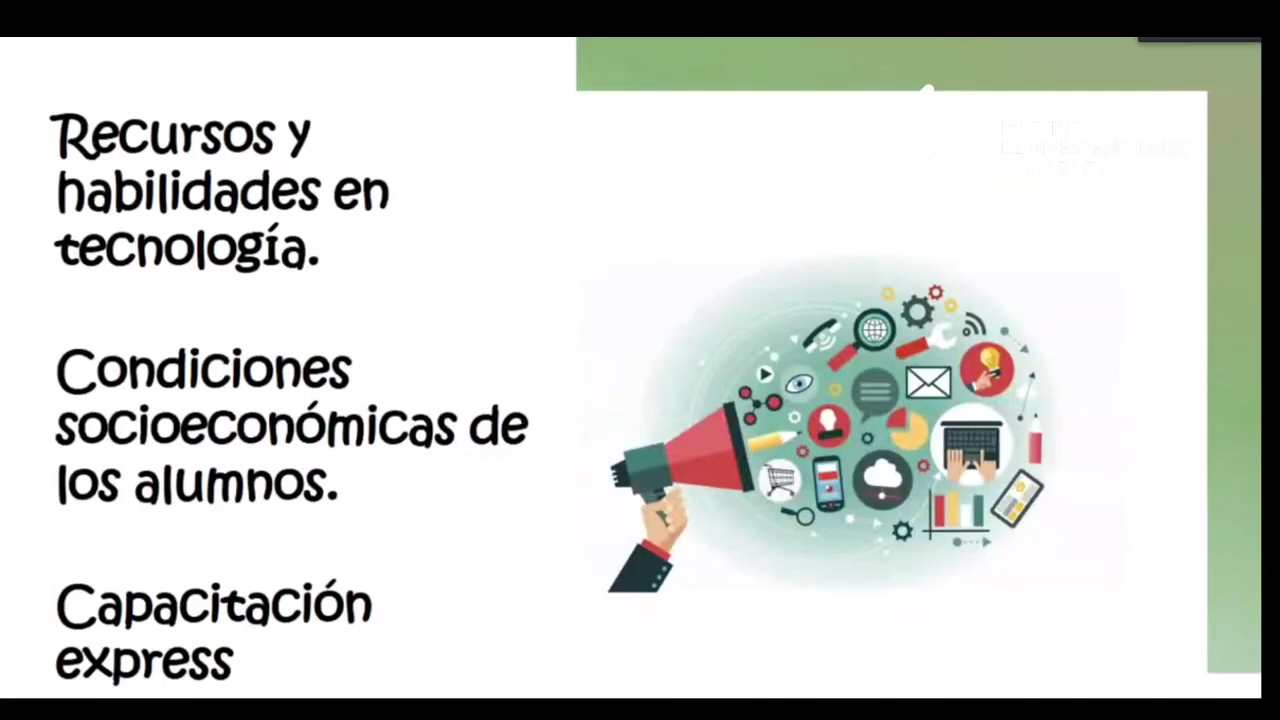 Recursos y
habilidades en
tecnología.
Condiciones
socioeconómicas de
los alumnos.
Capacitación
express